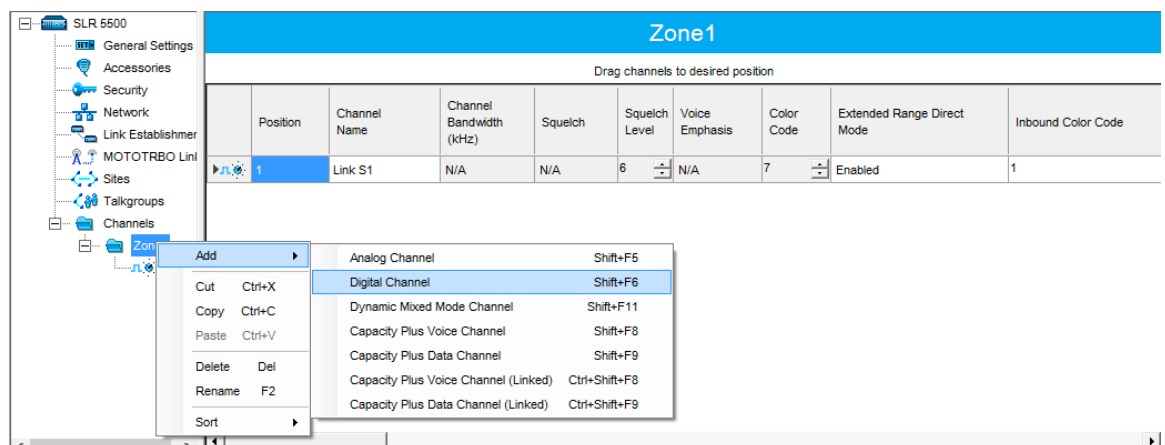 SLR 5500
General Settings
Accessories
Security
Network
Link Establishmer
MOTOTRBO Linl
Sites
Talkgroups
Channels
Zon
Zone1
Drag channels to desired position
Position
Channel
Name
Channel
Bandwidth
(kHz)
Squelch
Squelch
Level
Voice
Emphasis
Color
Code
Extended Range Direct
Mode
Inbound Color Code
1
Link S1
N/A
N/A
6
N/A
7
Enabled
1
Add
Cut Ctrl+X
Copy Ctrl+C
Paste Ctrl+V
Delete Del
Rename F2
Sort
Analog Channel Shift+F5
Digital Channel Shift+F6
Dynamic Mixed Mode Channel Shift+F11
Capacity Plus Voice Channel Shift+F8
Capacity Plus Data Channel Shift+F9
Capacity Plus Voice Channel (Linked) Ctrl+Shift+F8
Capacity Plus Data Channel (Linked) Ctrl+Shift+F9